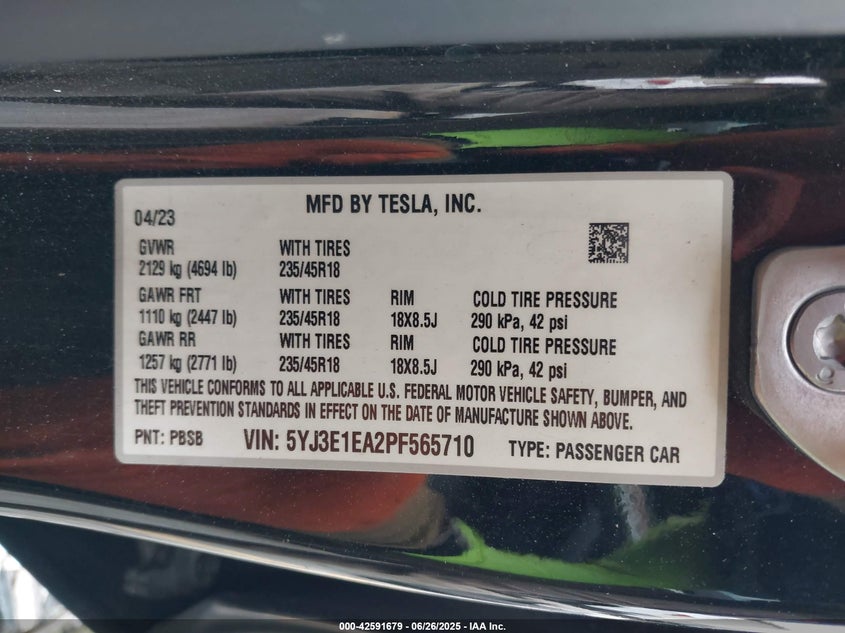 MFD BY TESLA, INC.
04/23
GVWR WITH TIRES
2129 kg (4694 lb) 235/45R18
GAWR FRT WITH TIRES RIM COLD TIRE PRESSURE
1110 kg (2447 lb) 235/45R18 18X8.5J 290 kPa, 42 psi
GAWR RR WITH TIRES RIM COLD TIRE PRESSURE
1257 kg (2771 lb) 235/45R18 18X8.5J 290 kPa, 42 psi
THIS VEHICLE CONFORMS TO ALL APPLICABLE U.S. FEDERAL MOTOR VEHICLE SAFETY, BUMPER, AND
THEFT PREVENTION STANDARDS IN EFFECT ON THE DATE OF MANUFACTURE SHOWN ABOVE.
PNT: PBSB VIN: 5YJ3E1EA2PF565710 TYPE: PASSENGER CAR
000-42591679 - 06/26/2025 - IAA Inc.